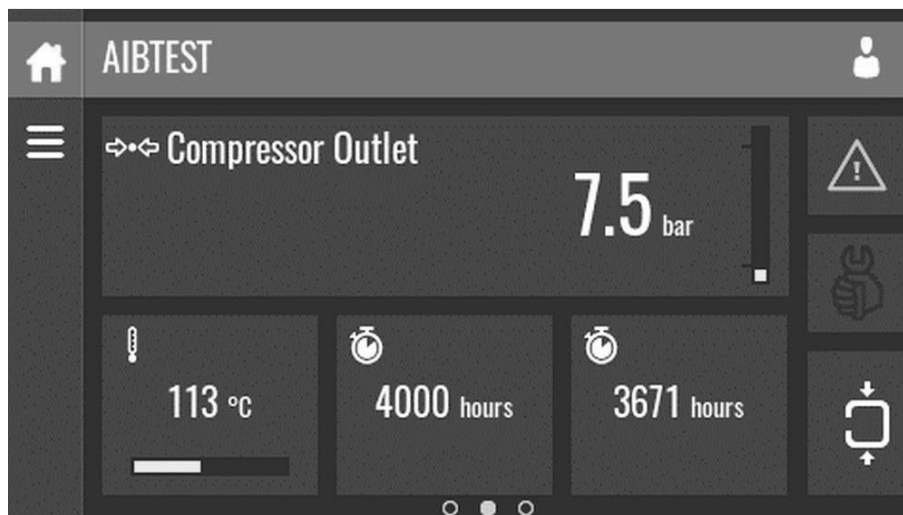 AIBTEST
Compressor Outlet
7.5 bar
113 °C
4000 hours
3671 hours